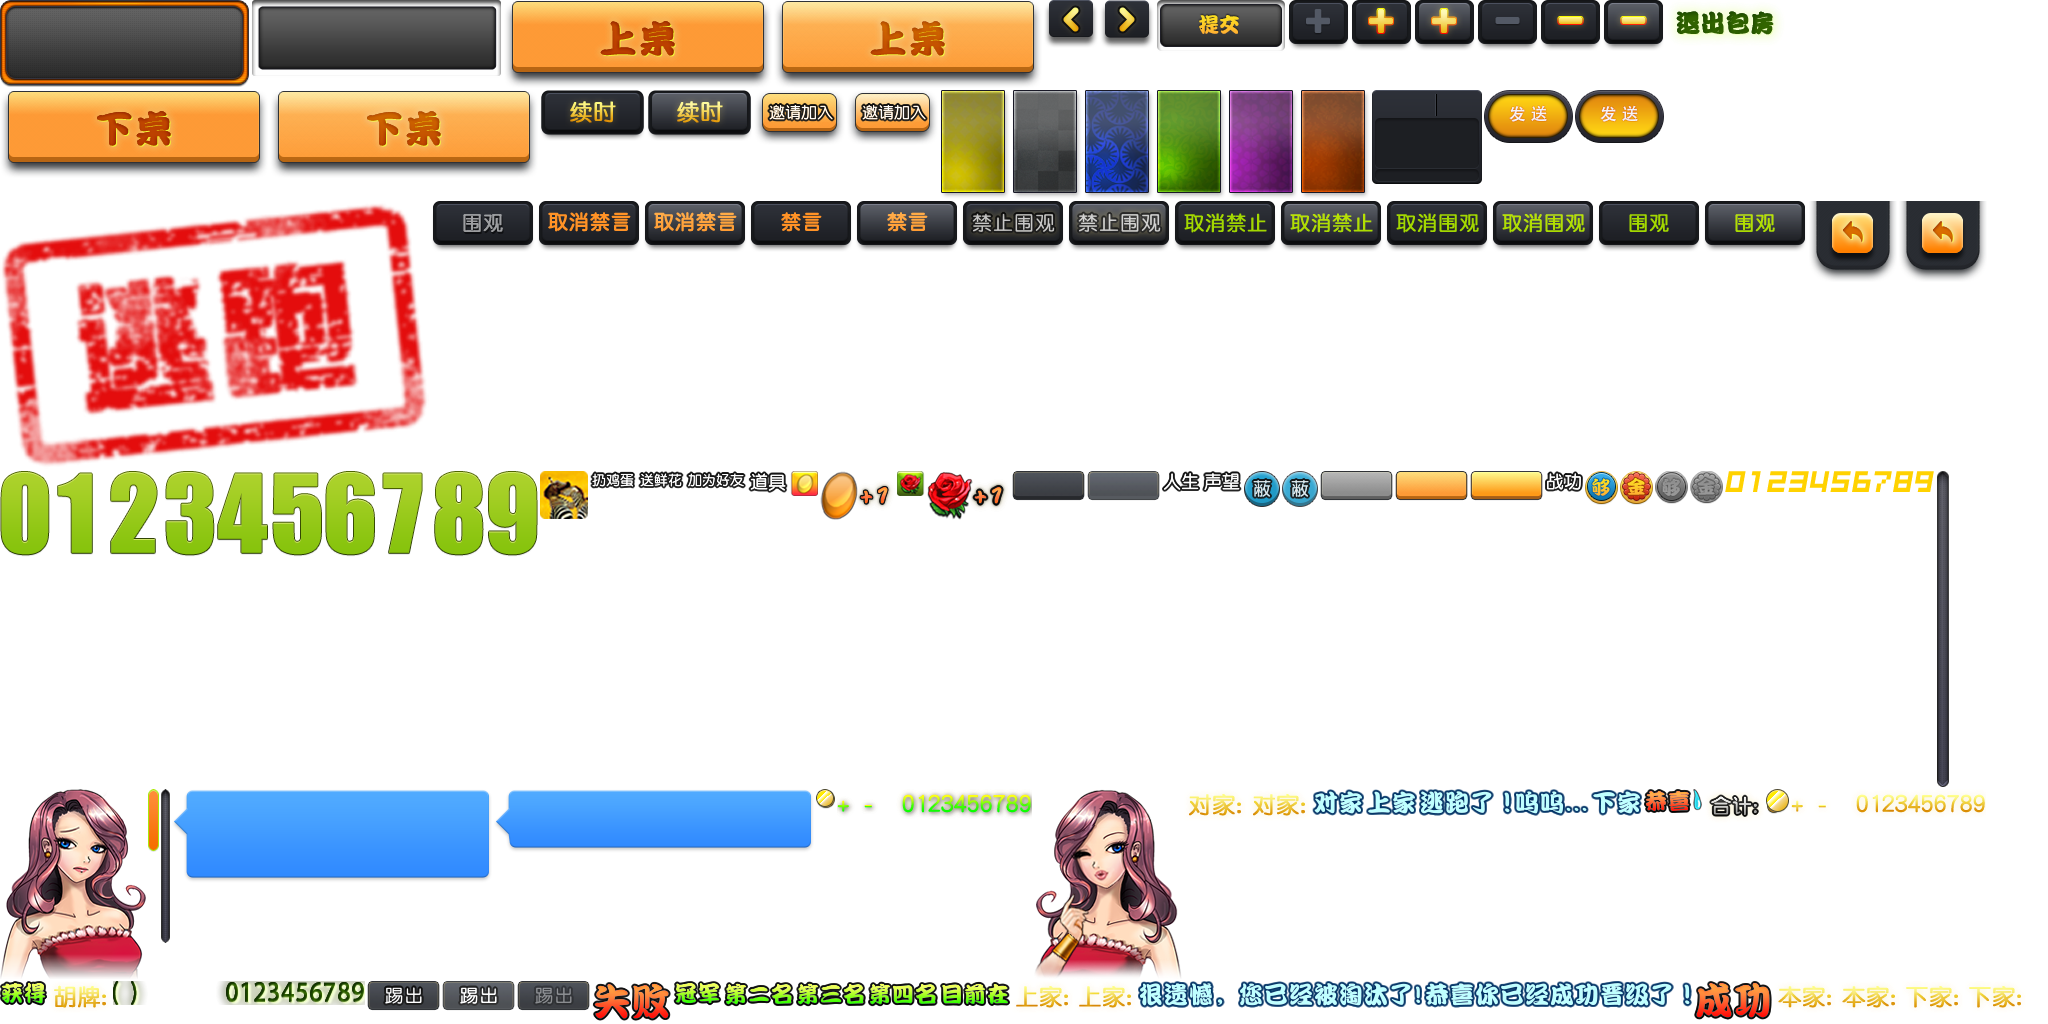 上桌 上桌 提交 退出包房
下桌 下桌 续时 续时 邀请加入 邀请加入 发送 发送
围观 取消禁言 取消禁言 禁言 禁言 禁止围观 禁止围观 取消禁止 取消禁止 取消围观 取消围观 围观 围观
逃跑
0123456789 扔鸡蛋 送鲜花 加为好友 道具 +1 +1 人生 声望 蔽 蔽 战功 够 金 够 金 0123456789
+ - 0123456789 对家: 对家: 对家 上家 逃跑了!呜呜... 下家 恭喜 合计: + - 0123456789
获得 胡牌: ( ) 0123456789 踢出 踢出 踢出 失败 冠军 第二名 第三名 第四名 目前在 上家: 上家: 很遗憾，您已经被淘汰了! 恭喜你已经成功晋级了! 成功 本家: 本家: 下家: 下家: